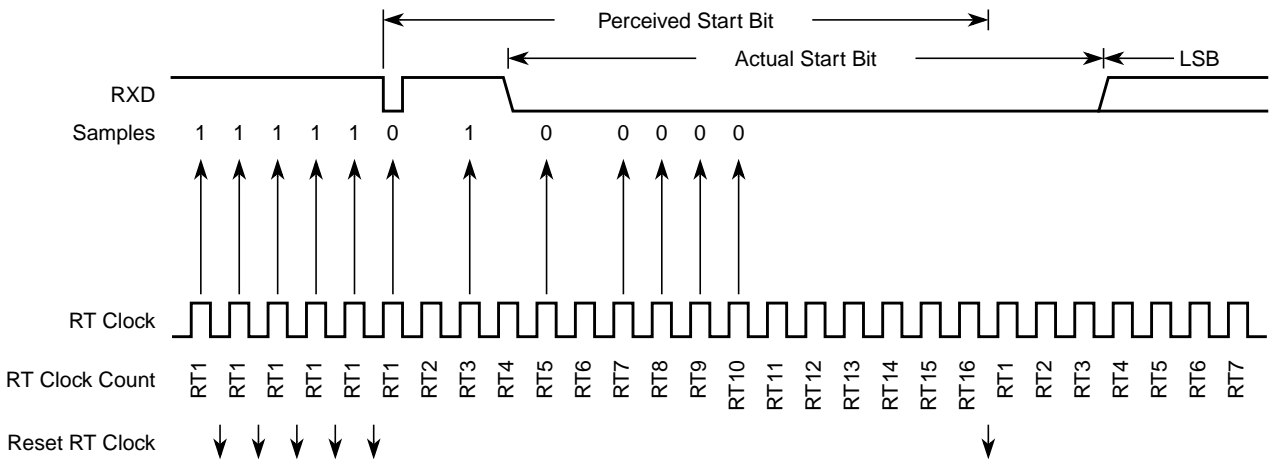 Perceived Start Bit
Actual Start Bit LSB
RXD
Samples 1 1 1 1 1 0 1 0 0 0 0 0
RT Clock
RT Clock Count RT1 RT1 RT1 RT1 RT1 RT1 RT2 RT3 RT4 RT5 RT6 RT7 RT8 RT9 RT10 RT11 RT12 RT13 RT14 RT15 RT16 RT1 RT2 RT3 RT4 RT5 RT6 RT7
Reset RT Clock